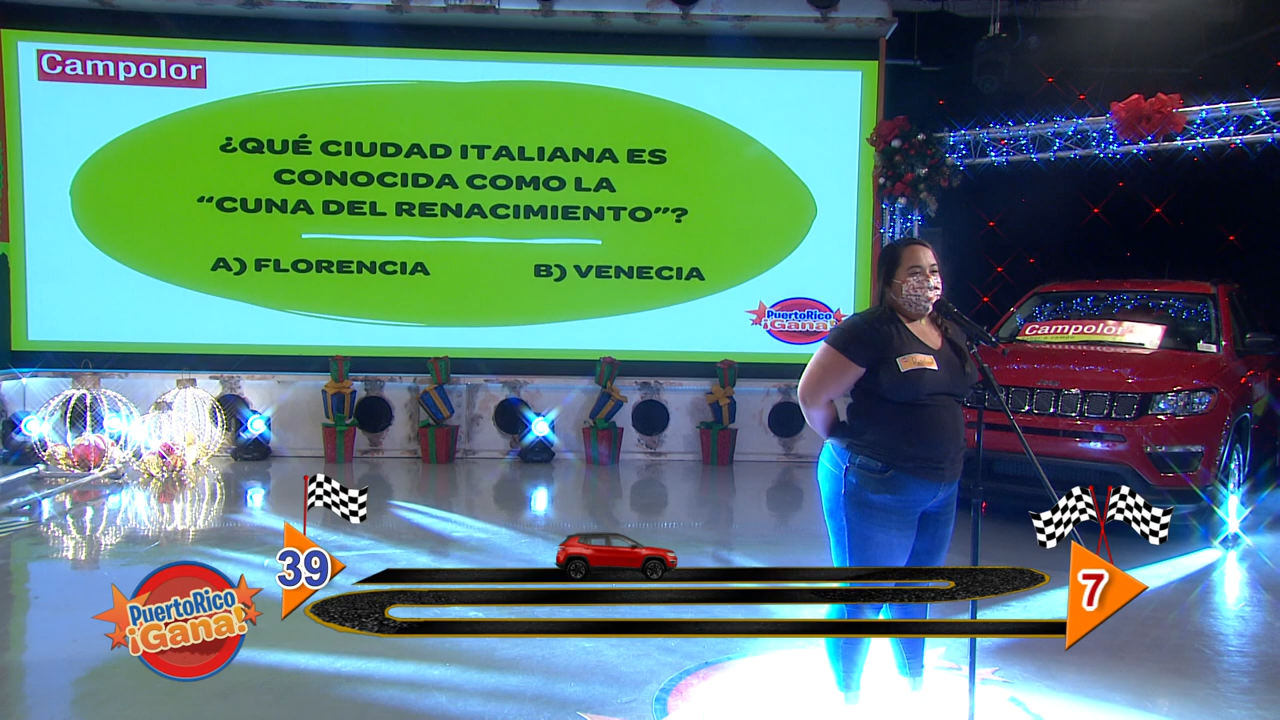 Campolor
¿QUÉ CIUDAD ITALIANA ES
CONOCIDA COMO LA
“CUNA DEL RENACIMIENTO”?
A) FLORENCIA
B) VENECIA
PuertoRico
¡Gana!
Campolor
39
7
PuertoRico
¡Gana!